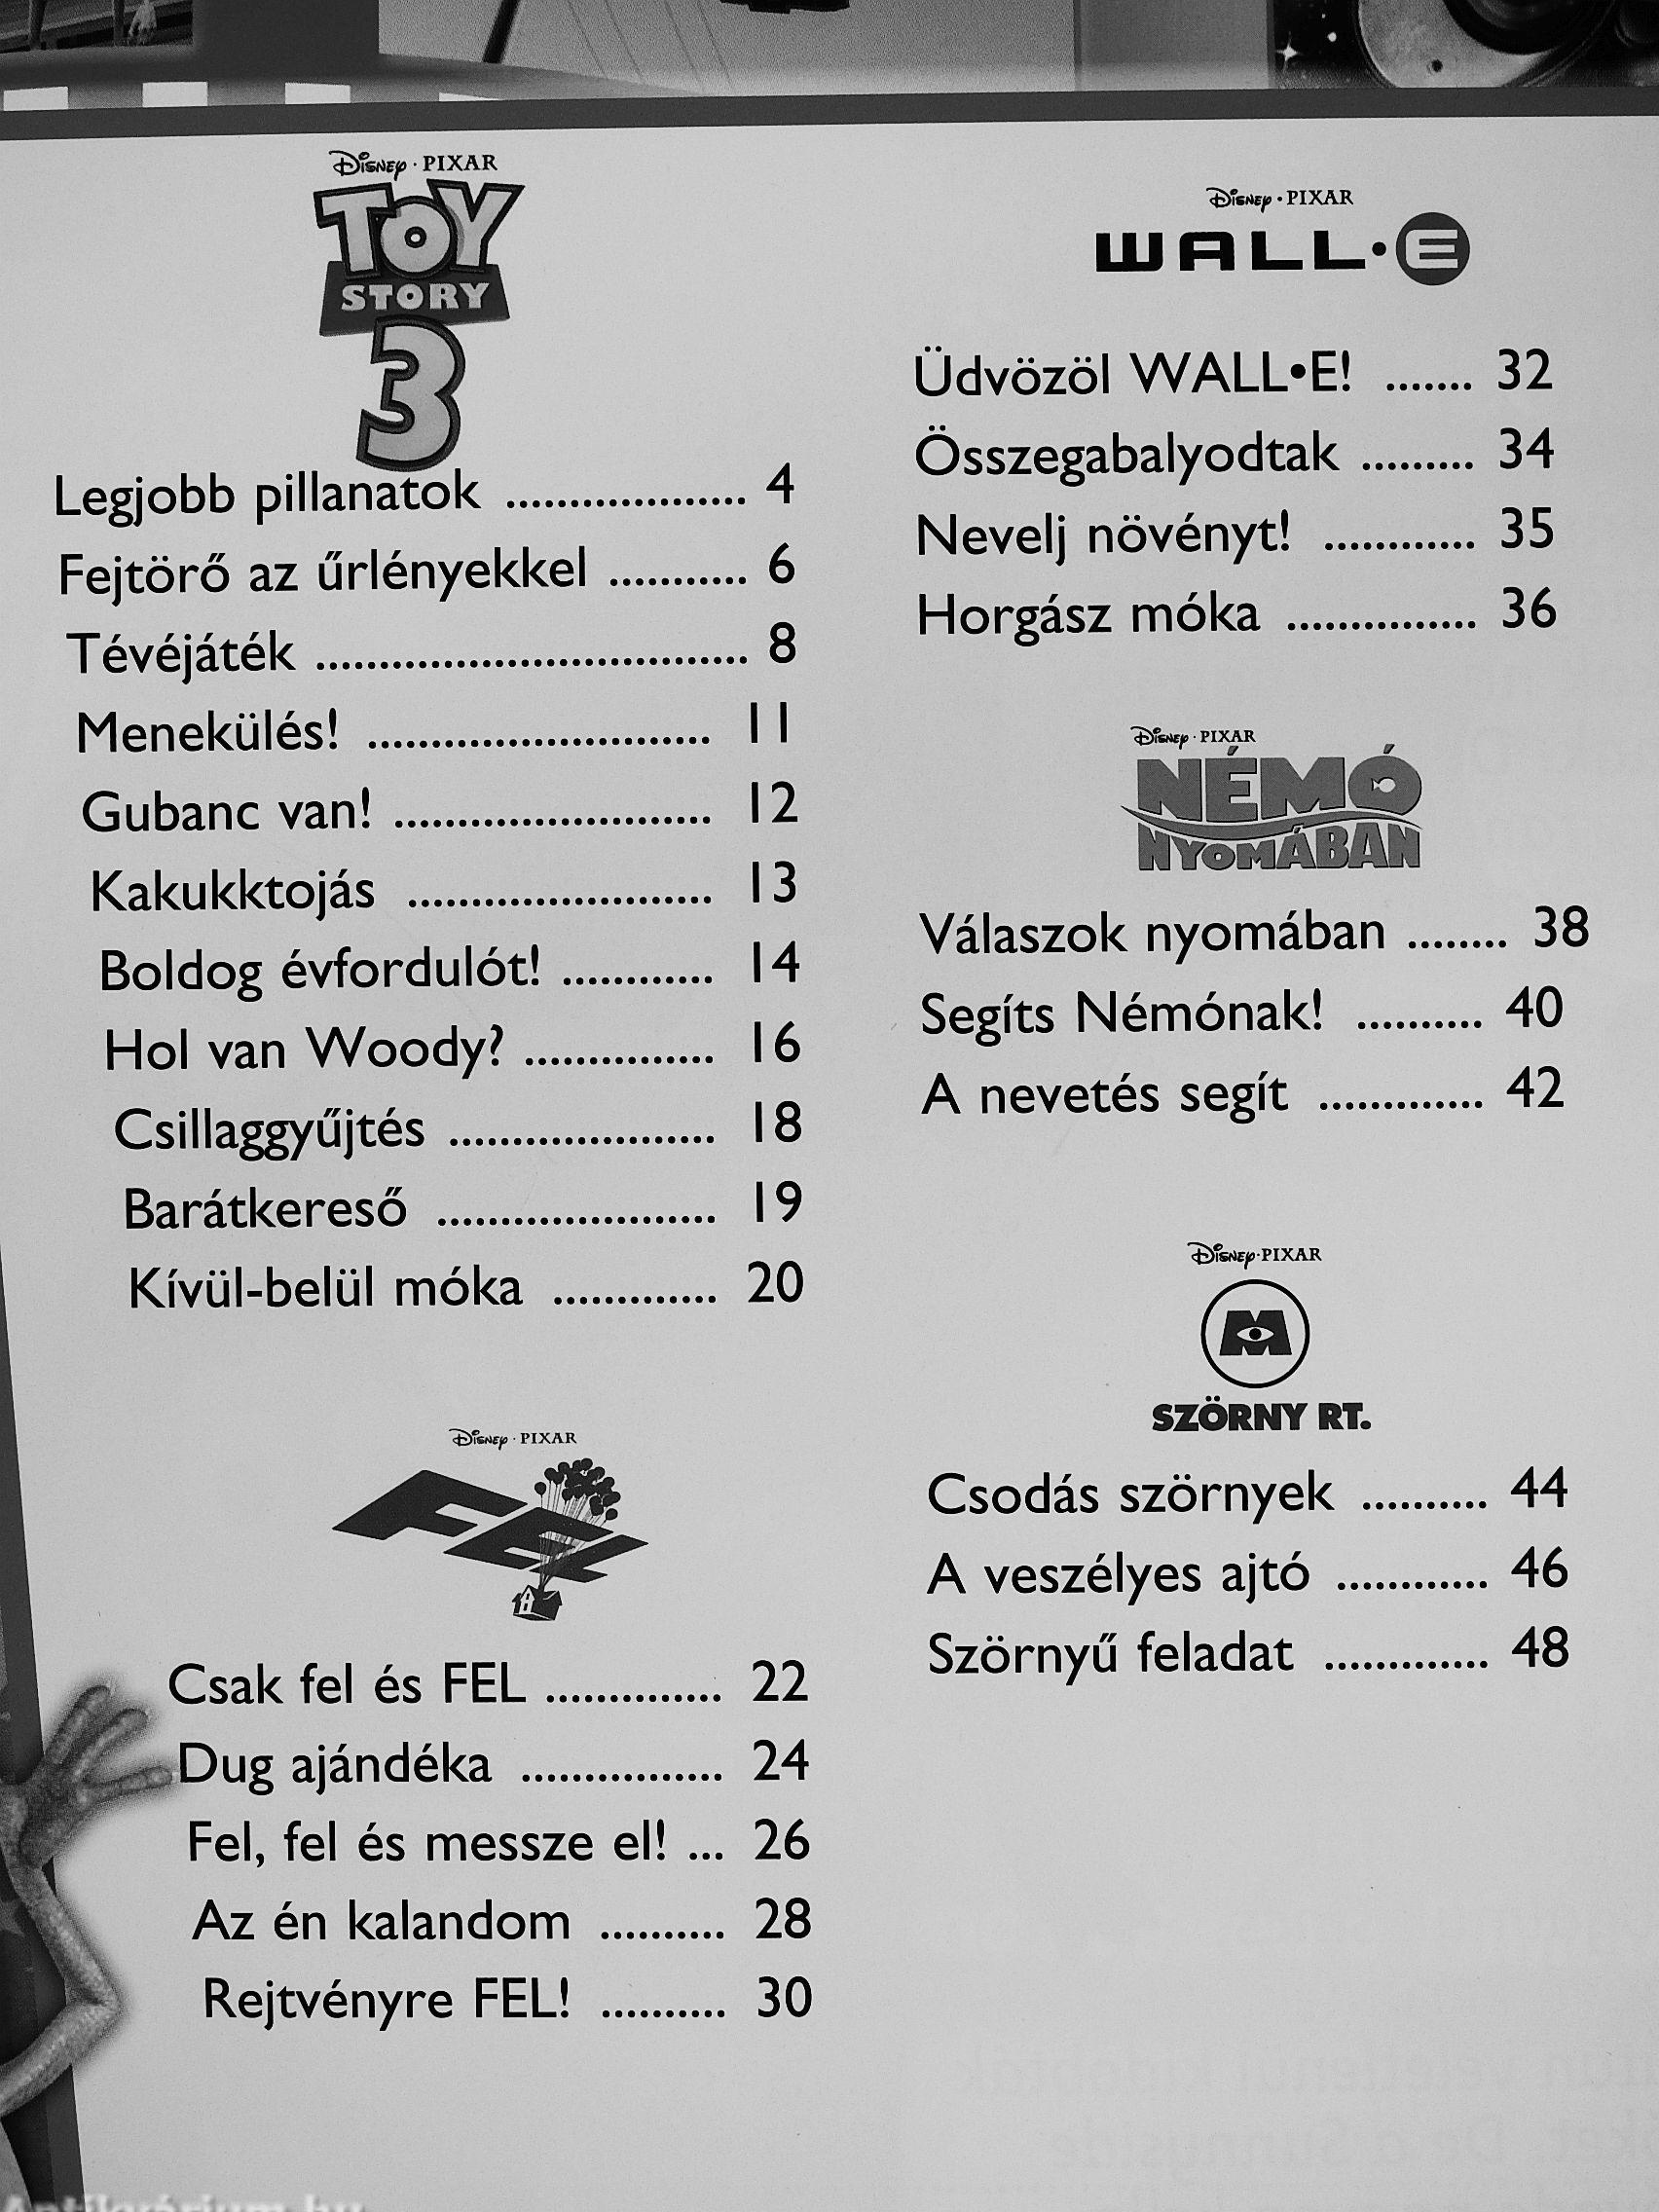 Disney · PIXAR
TOY
STORY
3
Legjobb pillanatok ................... 4
Fejtörő az űrlényekkel ........... 6
Tévéjáték .................................. 8
Menekülés! ........................... 11
Gubanc van! ......................... 12
Kakukktojás ........................ 13
Boldog évfordulót! ............ 14
Hol van Woody? ............... 16
Csillaggyűjtés ..................... 18
Barátkereső ...................... 19
Kívül-belül móka ............. 20
Disney · PIXAR
FEL
Csak fel és FEL .............. 22
Dug ajándéka ................ 24
Fel, fel és messze el! ... 26
Az én kalandom .......... 28
Rejtvényre FEL! .......... 30
Disney · PIXAR
WALL·E
Üdvözöl WALL•E! ....... 32
Összegabalyodtak ......... 34
Nevelj növényt! ............ 35
Horgász móka ............... 36
Disney · PIXAR
NÉMÓ
NYOMÁBAN
Válaszok nyomában ........ 38
Segíts Némónak! .......... 40
A nevetés segít ............. 42
Disney · PIXAR
M
SZÖRNY RT.
Csodás szörnyek .......... 44
A veszélyes ajtó ............ 46
Szörnyű feladat ............. 48
Antikvárium.hu